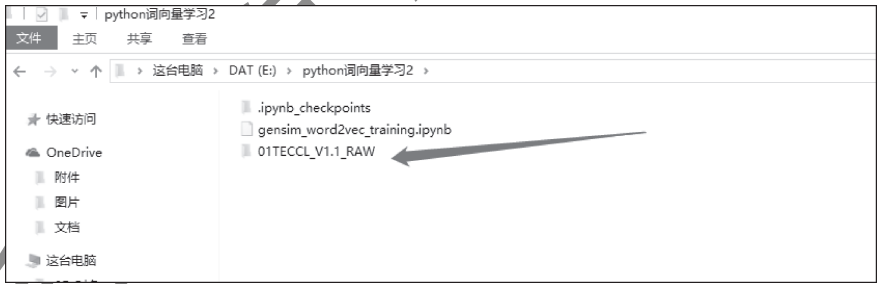 python词向量学习2
文件 主页 共享 查看
这台电脑 › DAT (E:) › python词向量学习2 ›
快速访问
OneDrive
附件
图片
文档
这台电脑
.ipynb_checkpoints
gensim_word2vec_training.ipynb
01TECCL_V1.1_RAW